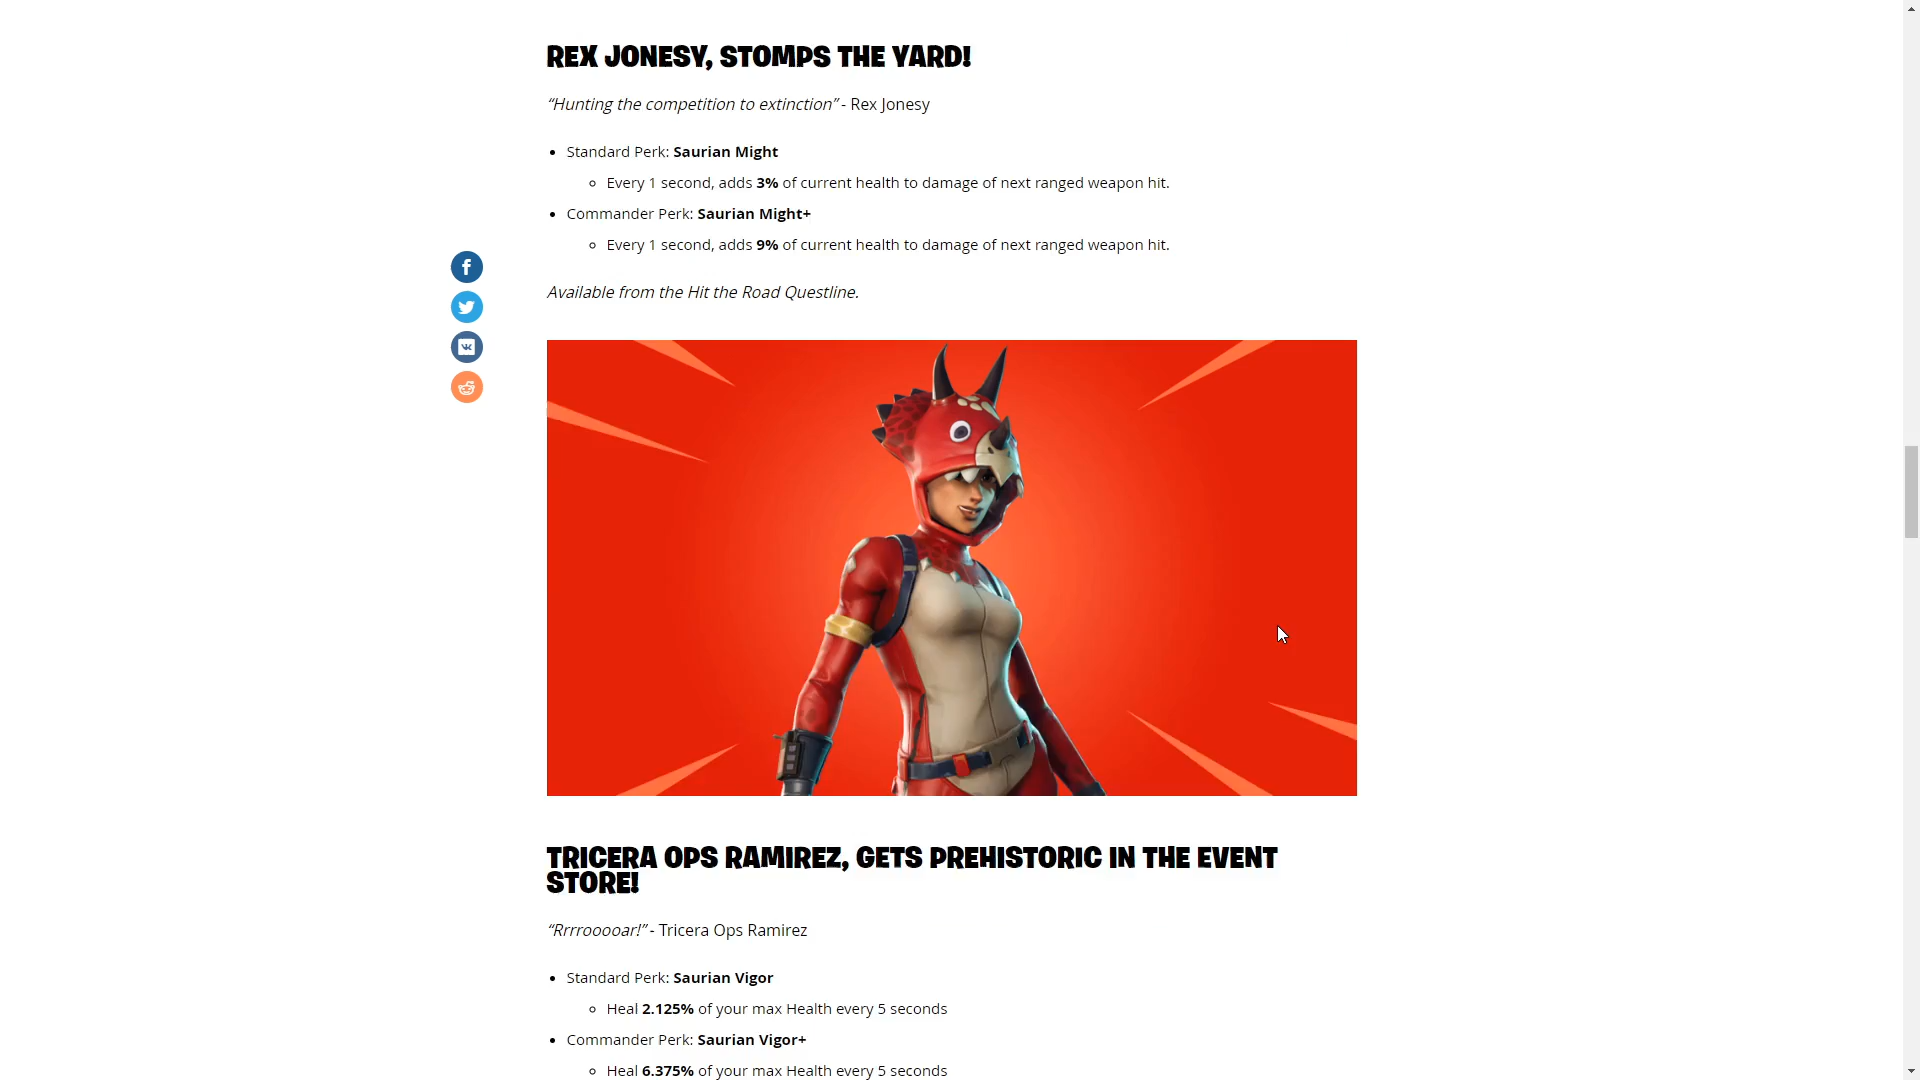 REX JONESY, STOMPS THE YARD!
“Hunting the competition to extinction” - Rex Jonesy
• Standard Perk: Saurian Might
◦ Every 1 second, adds 3% of current health to damage of next ranged weapon hit.
• Commander Perk: Saurian Might+
◦ Every 1 second, adds 9% of current health to damage of next ranged weapon hit.
Available from the Hit the Road Questline.
TRICERA OPS RAMIREZ, GETS PREHISTORIC IN THE EVENT
STORE!
“Rrrrooooar!” - Tricera Ops Ramirez
• Standard Perk: Saurian Vigor
◦ Heal 2.125% of your max Health every 5 seconds
• Commander Perk: Saurian Vigor+
◦ Heal 6.375% of your max Health every 5 seconds